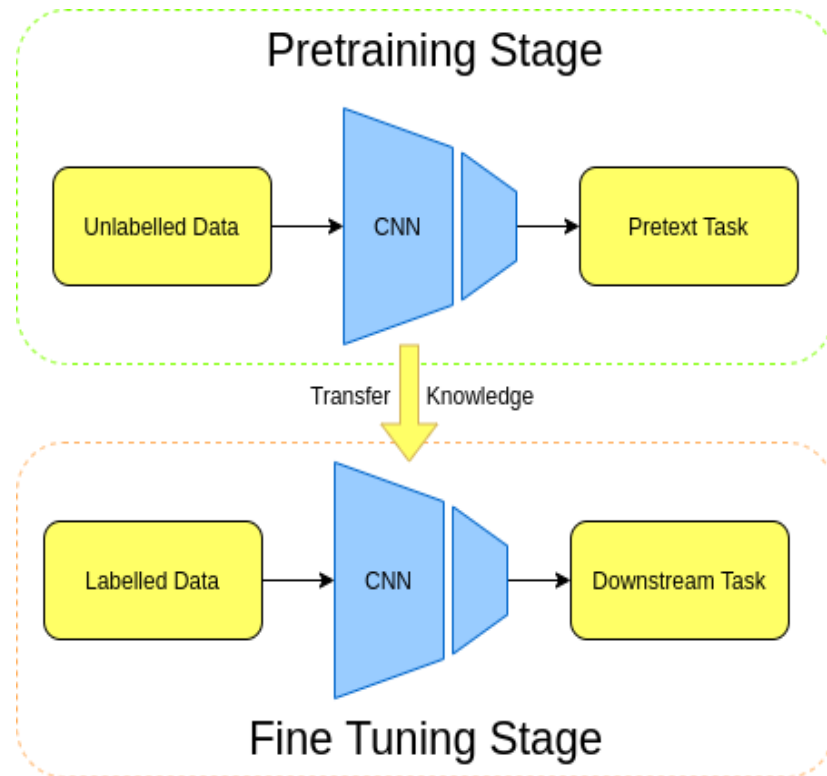 Pretraining Stage
Unlabelled Data
CNN
Pretext Task
Transfer Knowledge
Labelled Data
CNN
Downstream Task
Fine Tuning Stage